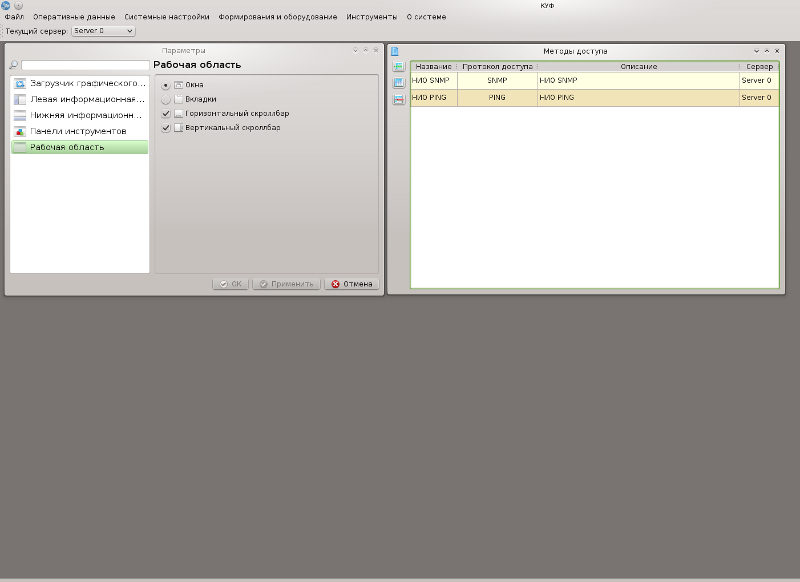 КУФ
Файл Оперативные данные Системные настройки Формирования и оборудование Инструменты О системе
Текущий сервер: Server 0
Параметры
Рабочая область
Загрузчик графического...
Левая информационная...
Нижняя информационн...
Панели инструментов
Рабочая область
Окна
Вкладки
Горизонтальный скроллбар
Вертикальный скроллбар
OK Применить Отмена
Методы доступа
Название Протокол доступа Описание Сервер
НИО SNMP SNMP НИО SNMP Server 0
НИО PING PING НИО PING Server 0